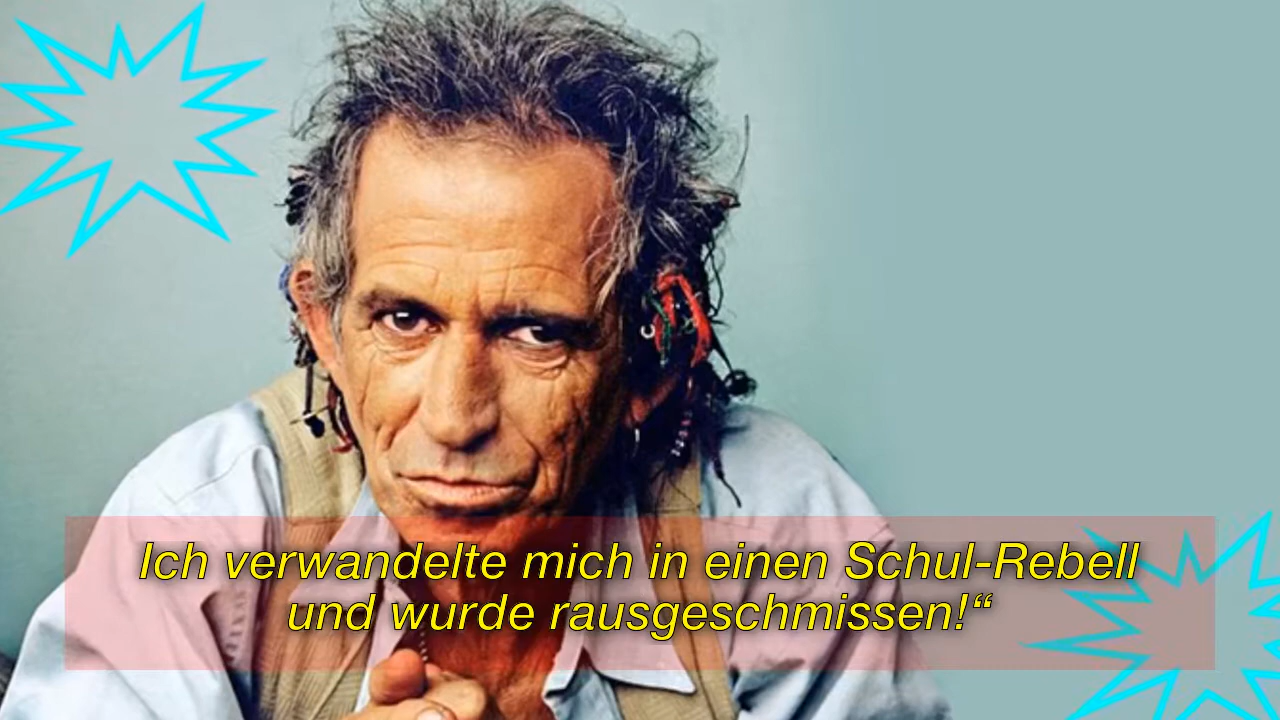 Ich verwandelte mich in einen Schul-Rebell
und wurde rausgeschmissen!“